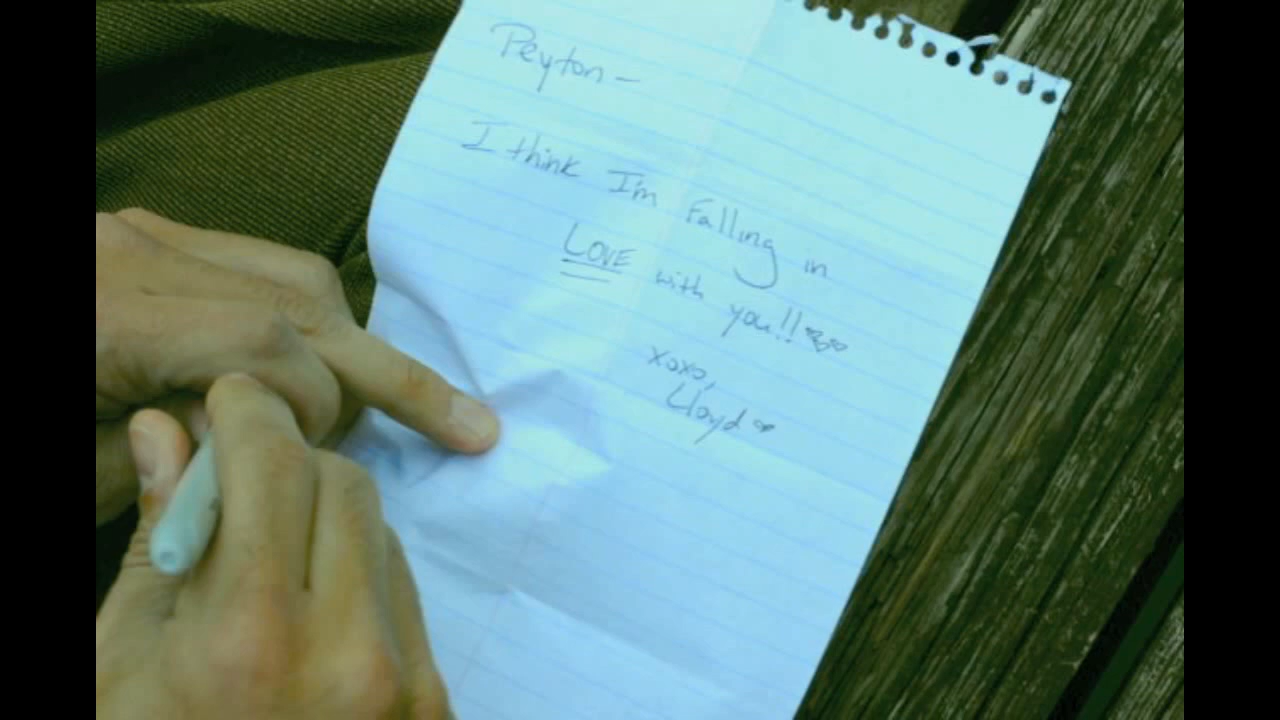 Peyton –
I think I'm Falling in
LOVE with you!!
xoxo,
Lloyd